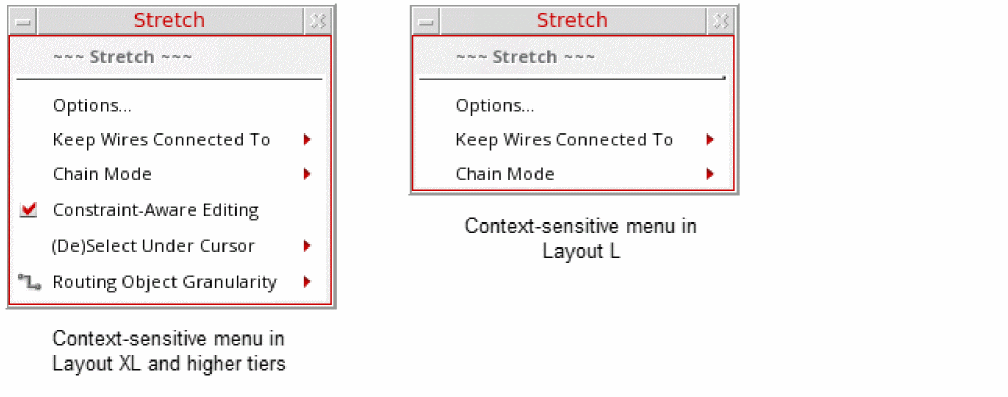 Stretch
~~~ Stretch ~~~
Options...
Keep Wires Connected To
Chain Mode
Constraint-Aware Editing
(De)Select Under Cursor
Routing Object Granularity
Context-sensitive menu in
Layout XL and higher tiers
Stretch
~~~ Stretch ~~~
Options...
Keep Wires Connected To
Chain Mode
Context-sensitive menu in
Layout L